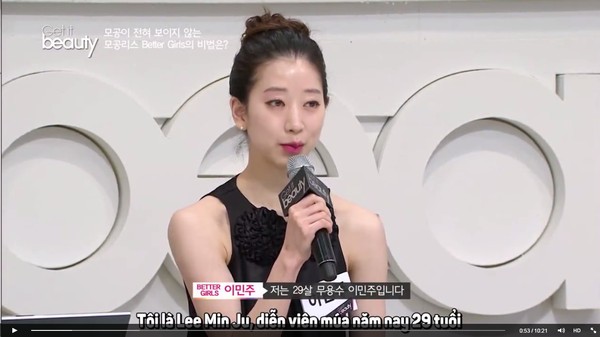 Get it
beauty
모공이 전혀 보이지 않는
모공리스 Better Girls의 비법은?
BETTER
GIRLS
이민주
저는 29살 무용수 이민주입니다
Tôi là Lee Min Ju, diễn viên múa năm nay 29 tuổi
0:53 / 10:21
HD